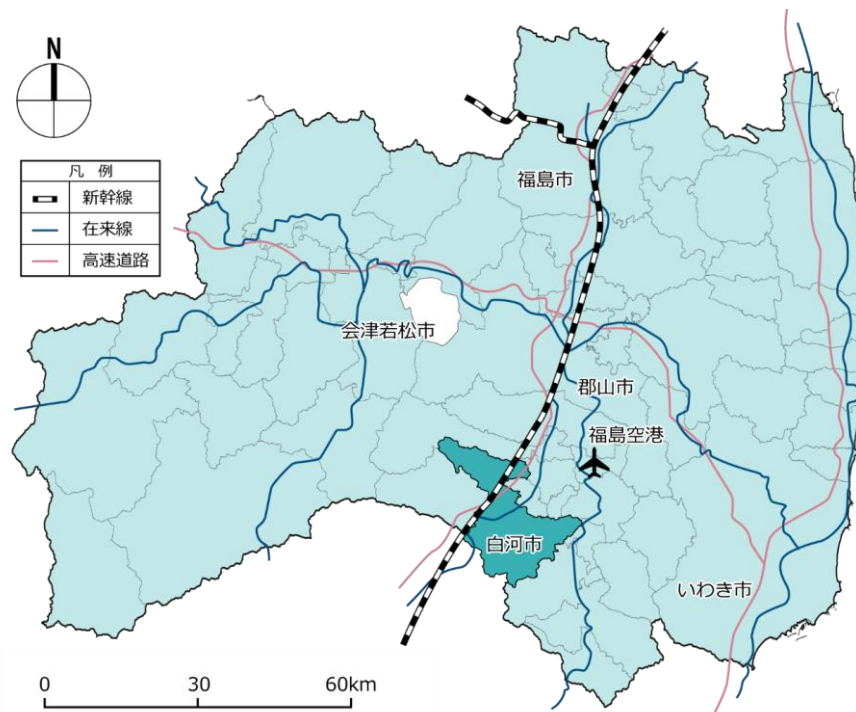 N
凡 例
新幹線
在来線
高速道路
福島市
会津若松市
郡山市
福島空港
白河市
いわき市
0 30 60km